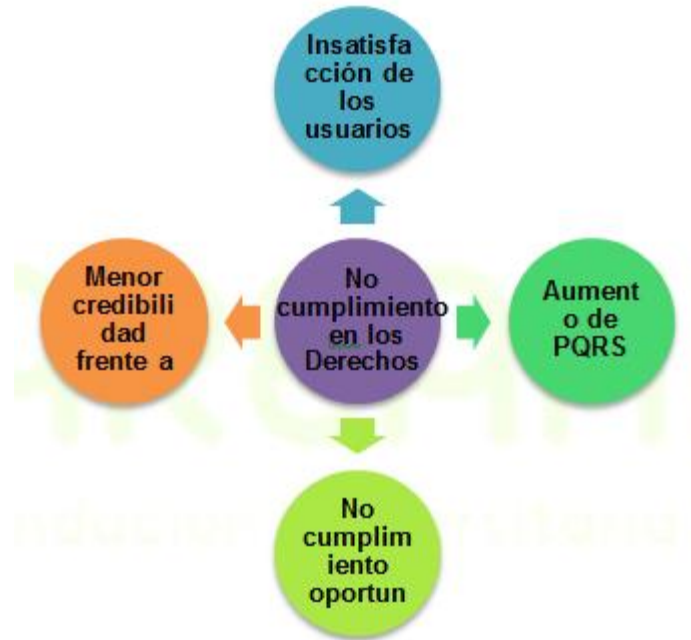 Insatisfa
cción de
los
usuarios
Menor
credibili
dad
frente a
No
cumplimiento
en los
Derechos
Aument
o de
PQRS
No
cumplim
iento
oportun